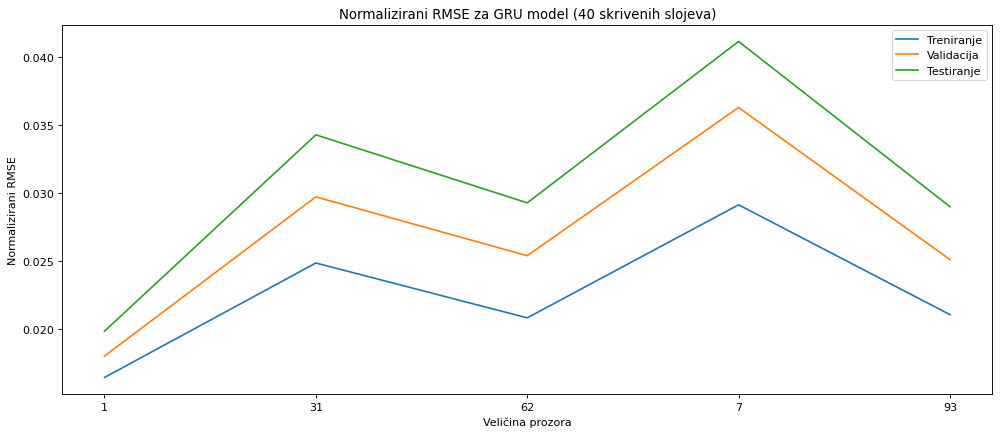 Normalizirani RMSE za GRU model (40 skrivenih slojeva)
Treniranje
Validacija
Testiranje
Normalizirani RMSE
0.040
0.035
0.030
0.025
0.020
1
31
62
7
93
Veličina prozora